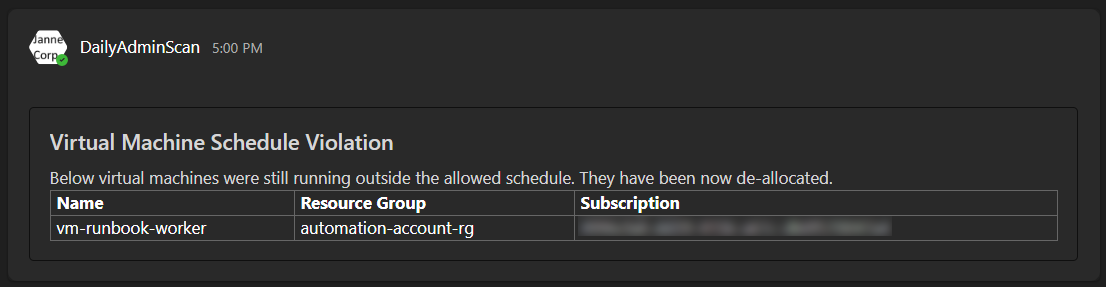 Janne
Corp
DailyAdminScan 5:00 PM
Virtual Machine Schedule Violation
Below virtual machines were still running outside the allowed schedule. They have been now de-allocated.
Name Resource Group Subscription
vm-runbook-worker automation-account-rg